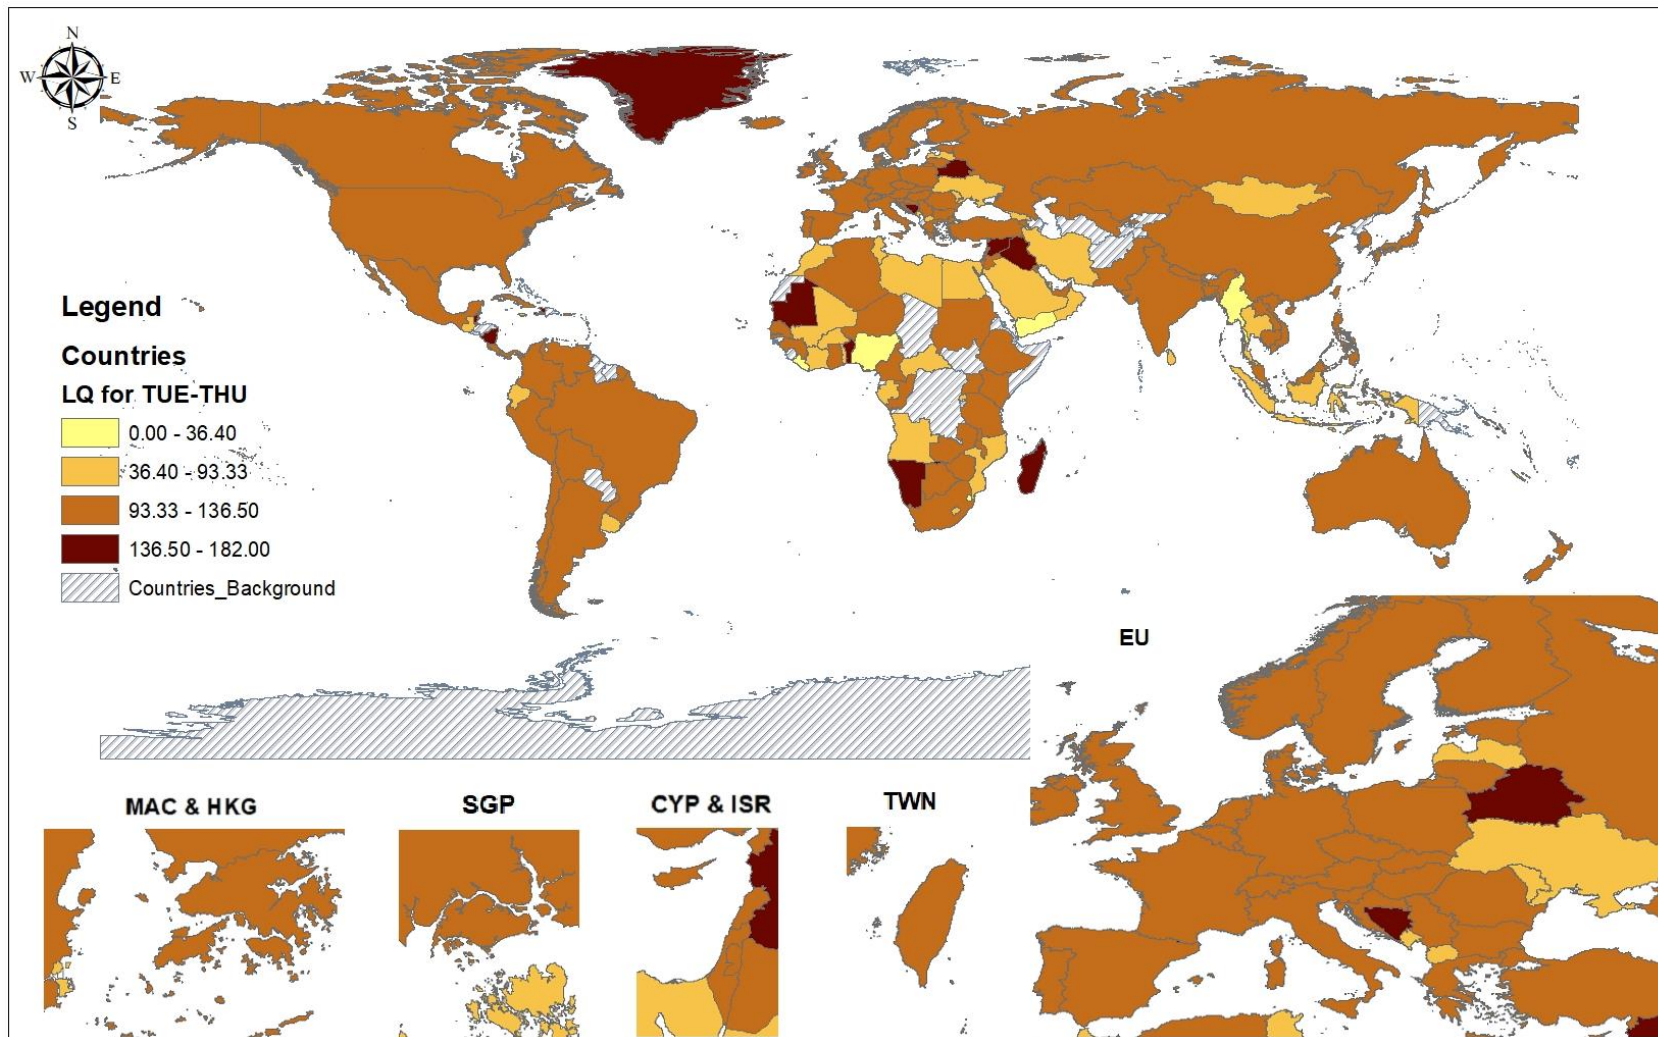 N
W E
S
Legend
Countries
LQ for TUE-THU
0.00 - 36.40
36.40 - 93.33
93.33 - 136.50
136.50 - 182.00
Countries_Background
EU
MAC & HKG
SGP
CYP & ISR
TWN